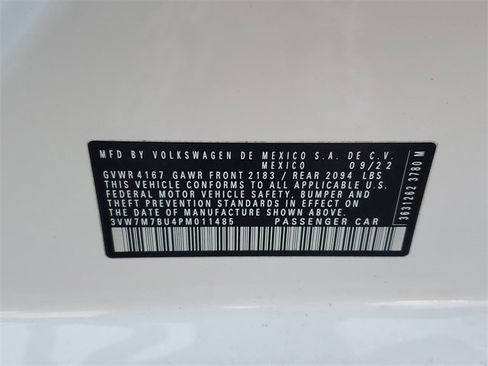 MFD BY VOLKSWAGEN DE MEXICO S.A. DE C.V.
MEXICO 09/22
GVWR 4167 GAWR FRONT 2183 / REAR 2094 LBS
THIS VEHICLE CONFORMS TO ALL APPLICABLE U.S.
FEDERAL MOTOR VEHICLE SAFETY, BUMPER AND
THEFT PREVENTION STANDARDS IN EFFECT ON
THE DATE OF MANUFACTURE SHOWN ABOVE.
3VW7M7BU4PM011485 PASSENGER CAR
3631262 3780 M